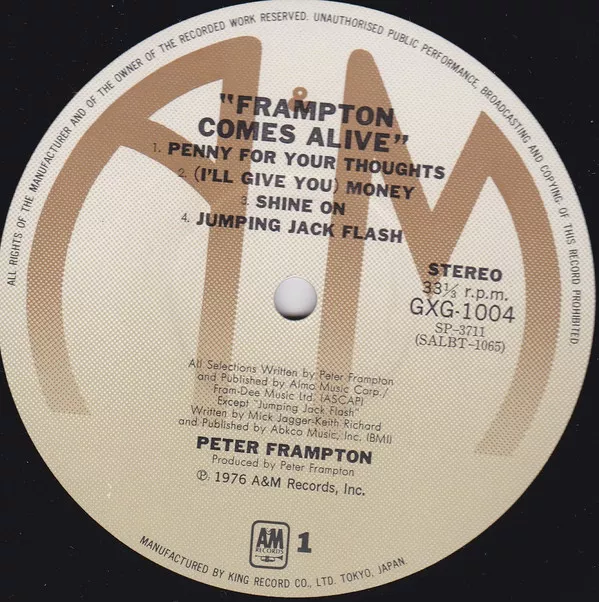 ALL RIGHTS OF THE MANUFACTURER AND OF THE OWNER OF THE RECORDED WORK RESERVED. UNAUTHORISED PUBLIC PERFORMANCE, BROADCASTING AND COPYING OF THIS RECORD PROHIBITED
A&M
"FRAMPTON
COMES ALIVE"
1. PENNY FOR YOUR THOUGHTS
2. (I'LL GIVE YOU) MONEY
3. SHINE ON
4. JUMPING JACK FLASH
STEREO
33⅓ r.p.m.
GXG-1004
SP-3711
(SALBT-1065)
All Selections Written by Peter Frampton
and Published by Almo Music Corp./
Fram-Dee Music Ltd. (ASCAP)
Except "Jumping Jack Flash"
Written by Mick Jagger-Keith Richard
and Published by Abkco Music, Inc. (BMI)
PETER FRAMPTON
Produced by Peter Frampton
℗ 1976 A&M Records, Inc.
A&M
RECORDS
1
MANUFACTURED BY KING RECORD CO., LTD. TOKYO, JAPAN.